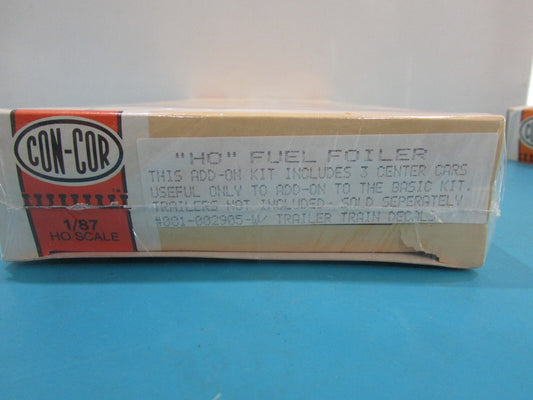 CON-COR
TM
1/87
HO SCALE
"HO" FUEL FOILER
THIS ADD-ON KIT INCLUDES 3 CENTER CARS
USEFUL ONLY TO ADD-ON TO THE BASIC KIT.
TRAILERS NOT INCLUDED- SOLD SEPERATELY
#001-002905-W/ TRAILER TRAIN DECALS